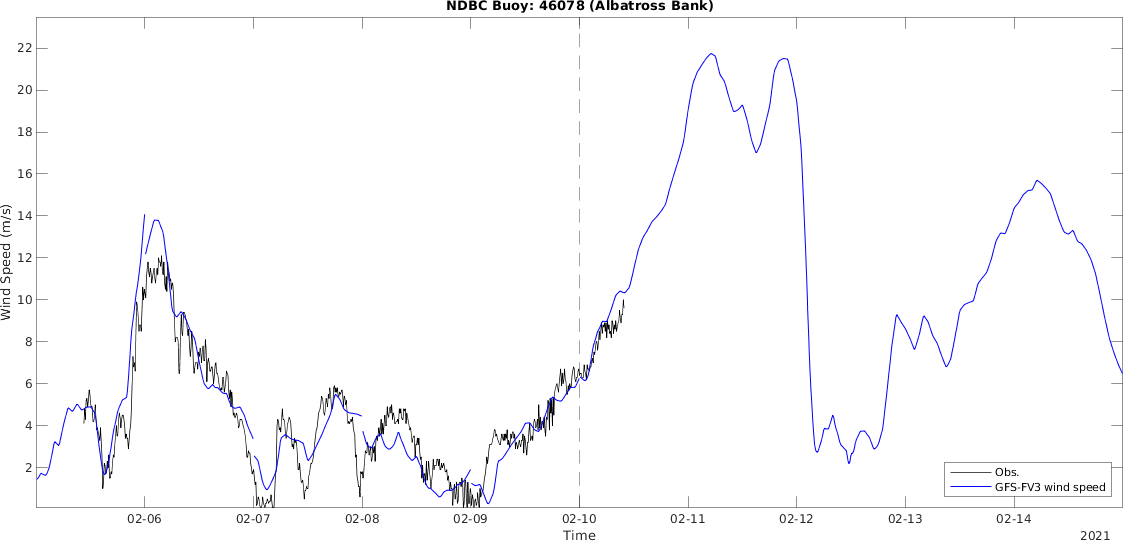 NDBC Buoy: 46078 (Albatross Bank)
Wind Speed (m/s)
22
20
18
16
14
12
10
8
6
4
2
Obs.
GFS-FV3 wind speed
02-06 02-07 02-08 02-09 02-10 02-11 02-12 02-13 02-14
Time
2021